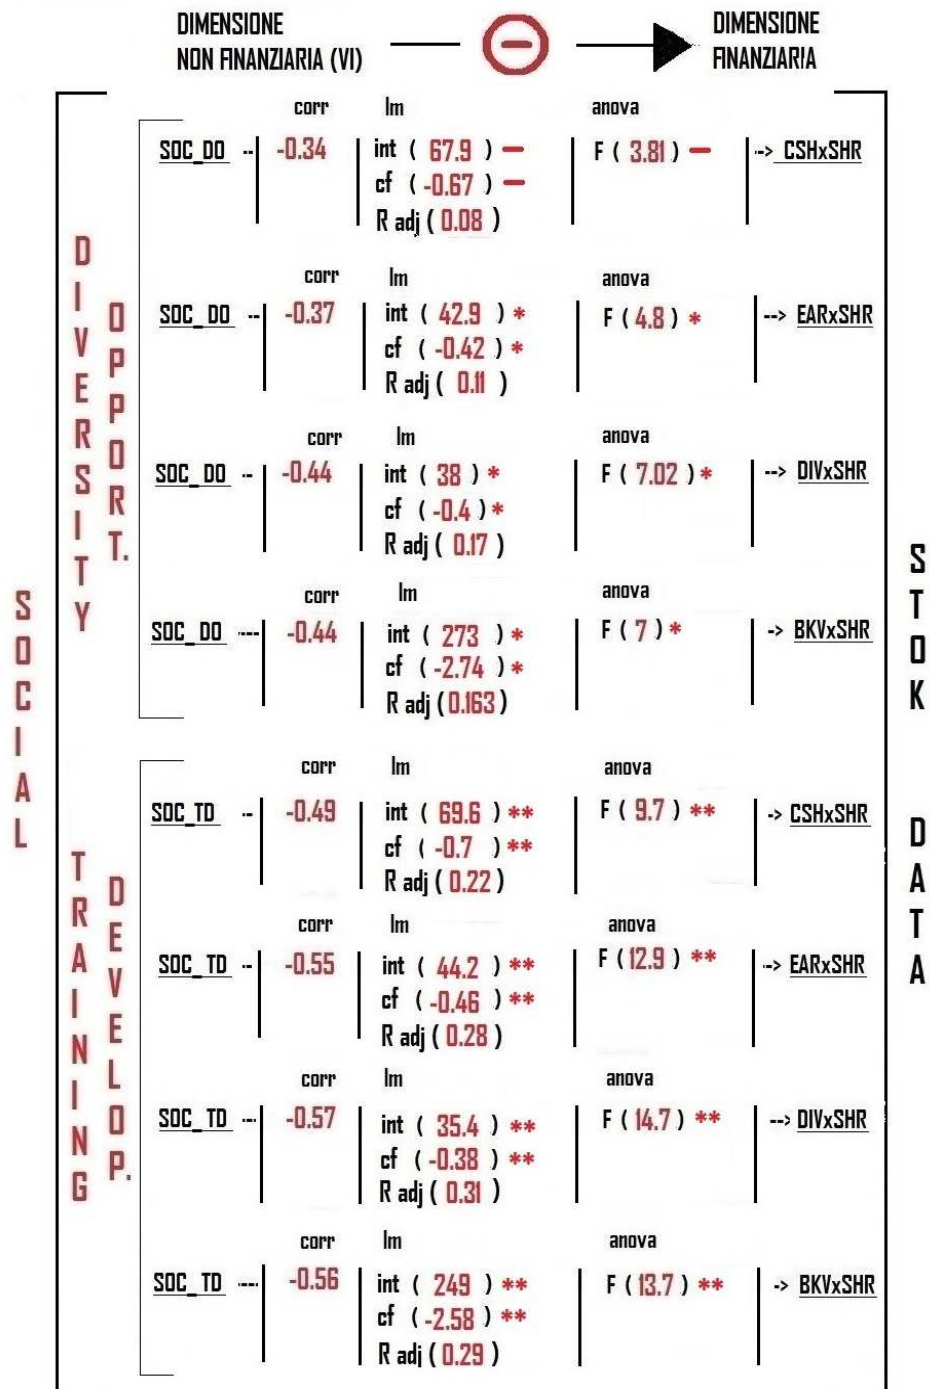 DIMENSIONE
NON FINANZIARIA (VI)
DIMENSIONE
FINANZIARIA
SOCIAL
DIVERSITY
OPPORT.
corr lm anova
SOC_DO -- -0.34 int ( 67.9 ) – F ( 3.81 ) – --> CSHxSHR
cf ( -0.67 ) –
R adj ( 0.08 )
corr lm anova
SOC_DO -- -0.37 int ( 42.9 ) * F ( 4.8 ) * --> EARxSHR
cf ( -0.42 ) *
R adj ( 0.11 )
corr lm anova
SOC_DO -- -0.44 int ( 38 ) * F ( 7.02 ) * --> DIVxSHR
cf ( -0.4 ) *
R adj ( 0.17 )
corr lm anova
SOC_DO --- -0.44 int ( 273 ) * F ( 7 ) * -> BKVxSHR
cf ( -2.74 ) *
R adj ( 0.163 )
TRAINING
DEVELOP.
corr lm anova
SOC_TD -- -0.49 int ( 69.6 ) ** F ( 9.7 ) ** -> CSHxSHR
cf ( -0.7 ) **
R adj ( 0.22 )
corr lm anova
SOC_TD -- -0.55 int ( 44.2 ) ** F ( 12.9 ) ** -> EARxSHR
cf ( -0.46 ) **
R adj ( 0.28 )
corr lm anova
SOC_TD -- -0.57 int ( 35.4 ) ** F ( 14.7 ) ** --> DIVxSHR
cf ( -0.38 ) **
R adj ( 0.31 )
corr lm anova
SOC_TD --- -0.56 int ( 249 ) ** F ( 13.7 ) ** -> BKVxSHR
cf ( -2.58 ) **
R adj ( 0.29 )
STOK DATA